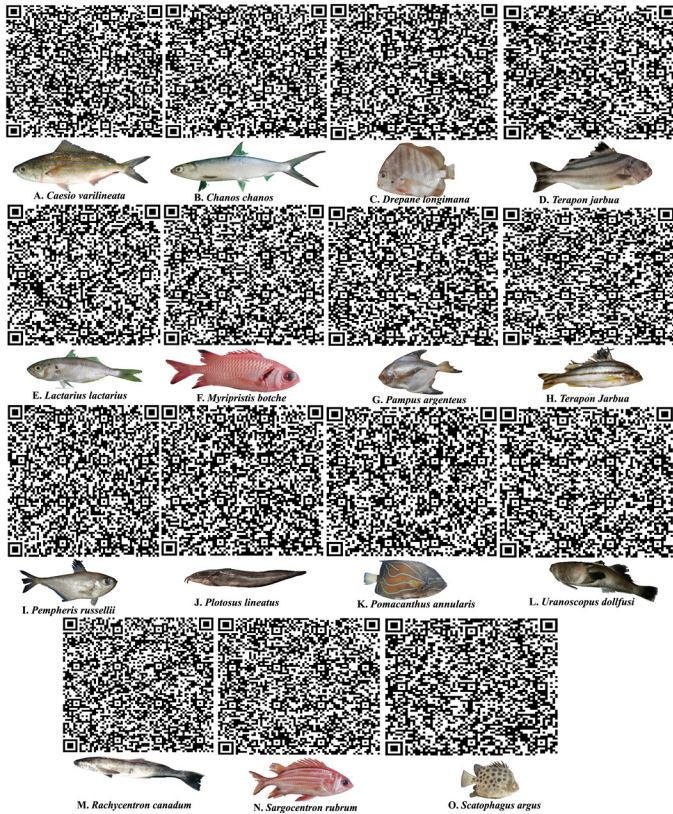 A. Caesio varilineata
B. Chanos chanos
C. Drepane longimana
D. Terapon jarbua
E. Lactarius lactarius
F. Myripristis botche
G. Pampus argenteus
H. Terapon Jarbua
I. Pempheris russellii
J. Plotosus lineatus
K. Pomacanthus annularis
L. Uranoscopus dollfusi
M. Rachycentron canadum
N. Sargocentron rubrum
O. Scatophagus argus